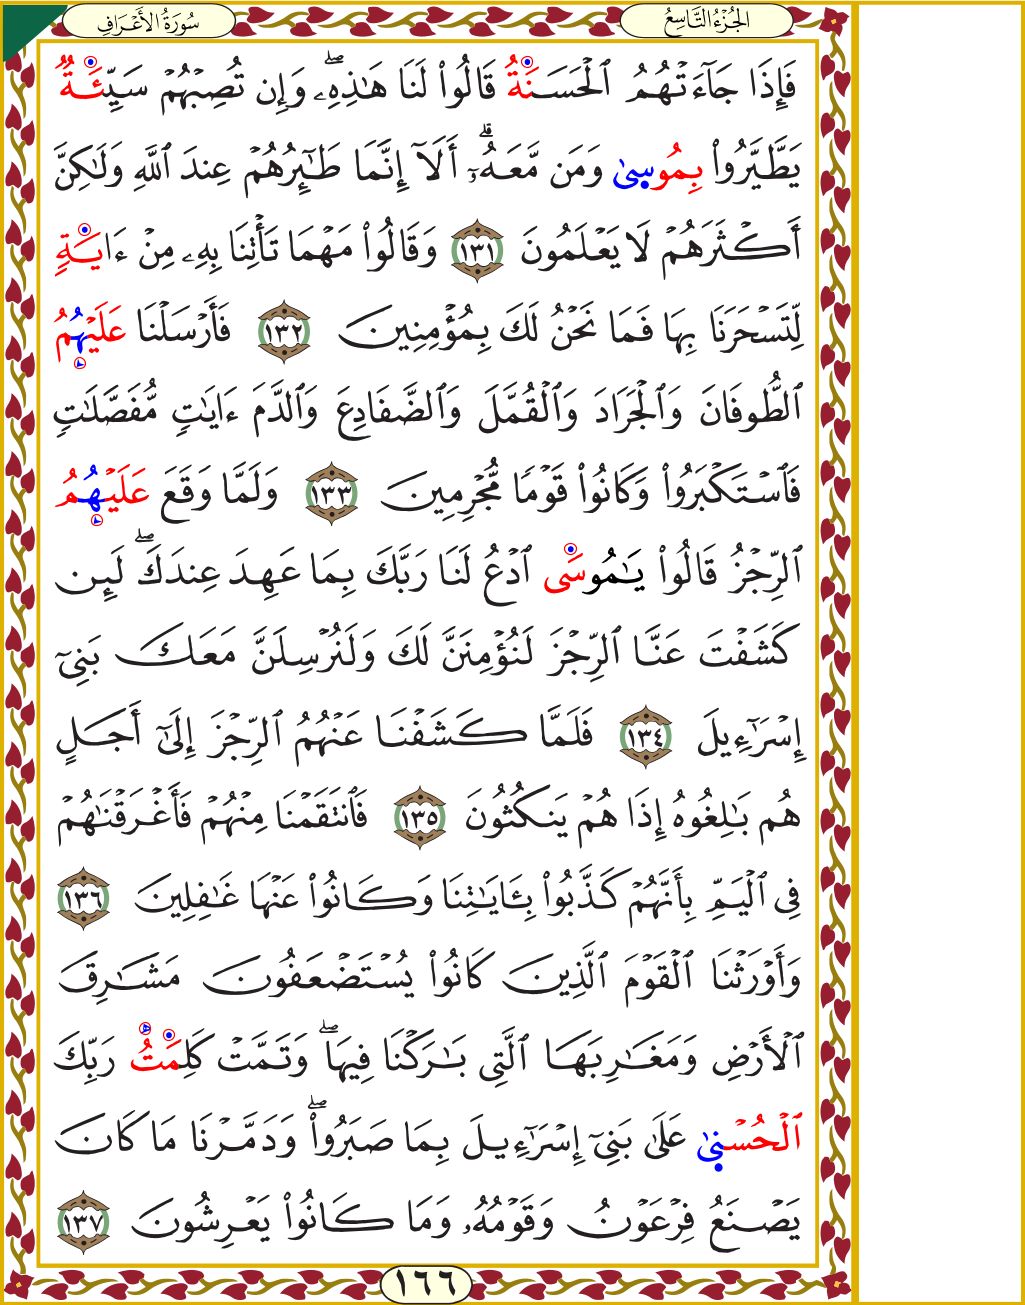 الجُزْءُ التَّاسِعُ
سُورَةُ الأَعْرَافِ
فَإِذَا جَآءَتْهُمُ ٱلْحَسَنَةُ قَالُوا۟ لَنَا هَـٰذِهِۦۖ وَإِن تُصِبْهُمْ سَيِّئَةٌ
يَطَّيَّرُوا۟ بِمُوسىٰ وَمَن مَّعَهُۥٓۗ أَلَآ إِنَّمَا طَـٰٓئِرُهُمْ عِندَ ٱللَّهِ وَلَـٰكِنَّ
أَكْثَرَهُمْ لَا يَعْلَمُونَ ١٣١ وَقَالُوا۟ مَهْمَا تَأْتِنَا بِهِۦ مِنْ ءَايَةٍ
لِّتَسْحَرَنَا بِهَا فَمَا نَحْنُ لَكَ بِمُؤْمِنِينَ ١٣٢ فَأَرْسَلْنَا عَلَيْهُمُ
ٱلطُّوفَانَ وَٱلْجَرَادَ وَٱلْقُمَّلَ وَٱلضَّفَادِعَ وَٱلدَّمَ ءَايَـٰتٍ مُّفَصَّلَـٰتٍ
فَٱسْتَكْبَرُوا۟ وَكَانُوا۟ قَوْمًا مُّجْرِمِينَ ١٣٣ وَلَمَّا وَقَعَ عَلَيْهُمُ
ٱلرِّجْزُ قَالُوا۟ يَـٰمُوسَى ٱدْعُ لَنَا رَبَّكَ بِمَا عَهِدَ عِندَكَۖ لَئِن
كَشَفْتَ عَنَّا ٱلرِّجْزَ لَنُؤْمِنَنَّ لَكَ وَلَنُرْسِلَنَّ مَعَكَ بَنِىٓ
إِسْرَٰٓءِيلَ ١٣٤ فَلَمَّا كَشَفْنَا عَنْهُمُ ٱلرِّجْزَ إِلَىٰٓ أَجَلٍ
هُم بَـٰلِغُوهُ إِذَا هُمْ يَنكُثُونَ ١٣٥ فَٱنتَقَمْنَا مِنْهُمْ فَأَغْرَقْنَـٰهُمْ
فِى ٱلْيَمِّ بِأَنَّهُمْ كَذَّبُوا۟ بِـَٔايَـٰتِنَا وَكَانُوا۟ عَنْهَا غَـٰفِلِينَ ١٣٦
وَأَوْرَثْنَا ٱلْقَوْمَ ٱلَّذِينَ كَانُوا۟ يُسْتَضْعَفُونَ مَشَـٰرِقَ
ٱلْأَرْضِ وَمَغَـٰرِبَهَا ٱلَّتِى بَـٰرَكْنَا فِيهَاۖ وَتَمَّتْ كَلِمَتُ رَبِّكَ
ٱلْحُسْنىٰ عَلَىٰ بَنِىٓ إِسْرَٰٓءِيلَ بِمَا صَبَرُوا۟ۖ وَدَمَّرْنَا مَا كَانَ
يَصْنَعُ فِرْعَوْنُ وَقَوْمُهُۥ وَمَا كَانُوا۟ يَعْرِشُونَ ١٣٧
١٦٦